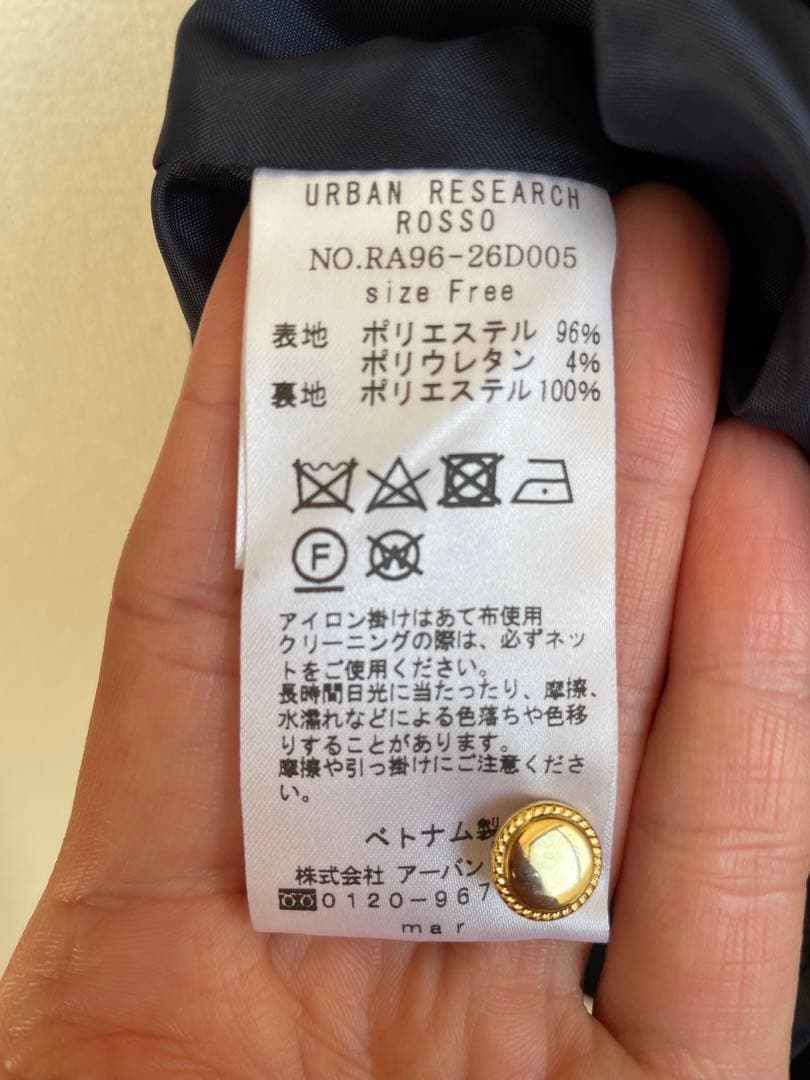 URBAN RESEARCH
ROSSO
NO.RA96-26D005
size Free
表地 ポリエステル 96%
ポリウレタン 4%
裏地 ポリエステル 100%
F
W
アイロン掛けはあて布使用
クリーニングの際は、必ずネッ
トをご使用ください。
長時間日光に当たったり、摩擦、
水濡れなどによる色落ちや色移
りすることがあります。
摩擦や引っ掛けにご注意くださ
い。
ベトナム製
株式会社 アーバン
0120-967
mar